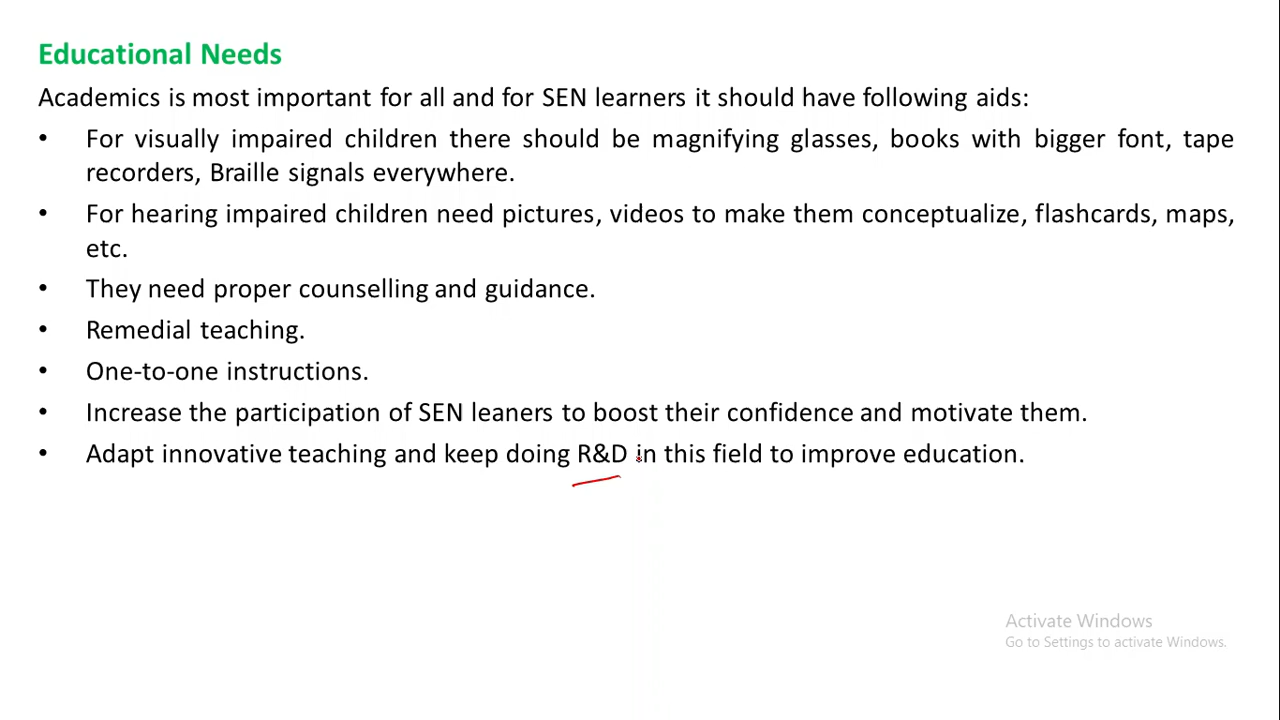 Educational Needs
Academics is most important for all and for SEN learners it should have following aids:
• For visually impaired children there should be magnifying glasses, books with bigger font, tape
recorders, Braille signals everywhere.
• For hearing impaired children need pictures, videos to make them conceptualize, flashcards, maps,
etc.
• They need proper counselling and guidance.
• Remedial teaching.
• One-to-one instructions.
• Increase the participation of SEN leaners to boost their confidence and motivate them.
• Adapt innovative teaching and keep doing R&D in this field to improve education.
Activate Windows
Go to Settings to activate Windows.